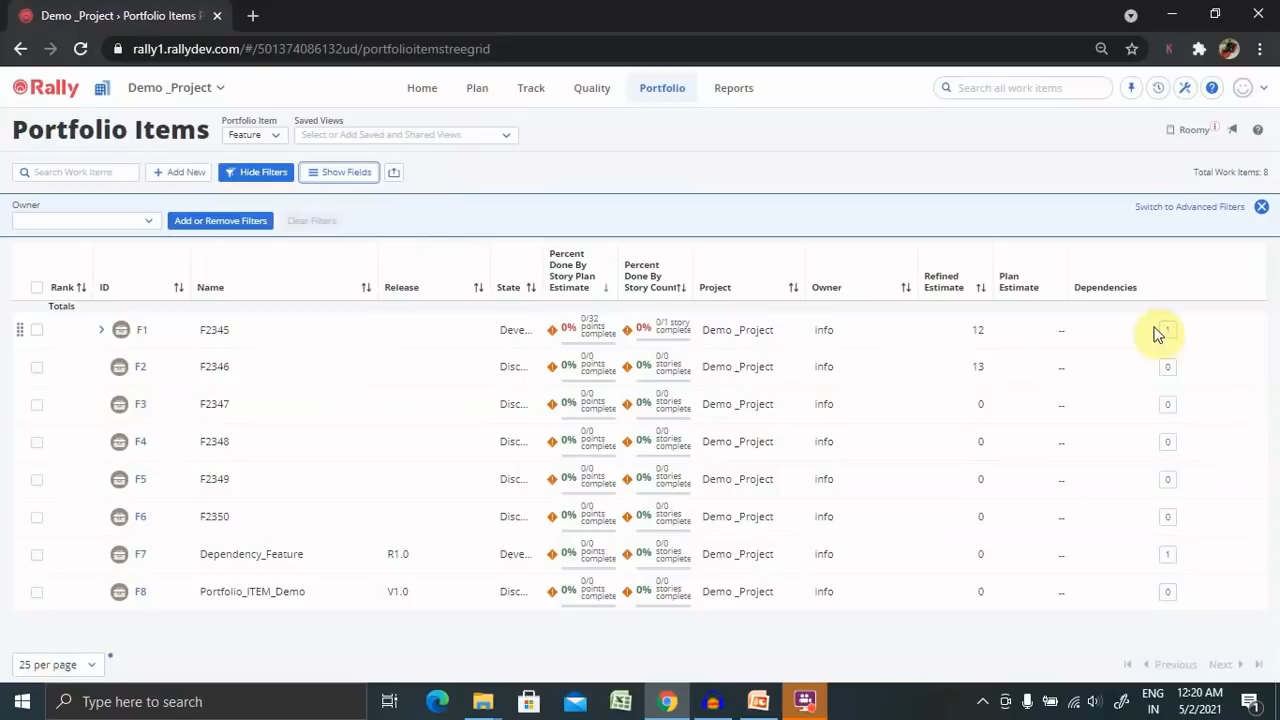 Demo _Project › Portfolio Items P
rally1.rallydev.com/#/501374086132ud/portfolioitemstreegrid
K
Rally
Demo _Project
Home
Plan
Track
Quality
Portfolio
Reports
Search all work items
Portfolio Items
Portfolio Item
Feature
Saved Views
Select or Add Saved and Shared Views
Roomy
Search Work Items
Add New
Hide Filters
Show Fields
Total Work Items: 8
Owner
Add or Remove Filters
Clear Filters
Switch to Advanced Filters
Rank
ID
Name
Release
State
Percent
Done By
Story Plan
Estimate
Percent
Done By
Story Count
Project
Owner
Refined
Estimate
Plan
Estimate
Dependencies
Totals
F1 F2345 Deve... 0% 0/32 points complete 0% 0/1 story complete Demo _Project info 12 -- 1
F2 F2346 Disc... 0% 0/0 points complete 0% 0/0 stories complete Demo _Project info 13 -- 0
F3 F2347 Disc... 0% 0/0 points complete 0% 0/0 stories complete Demo _Project info 0 -- 0
F4 F2348 Disc... 0% 0/0 points complete 0% 0/0 stories complete Demo _Project info 0 -- 0
F5 F2349 Disc... 0% 0/0 points complete 0% 0/0 stories complete Demo _Project info 0 -- 0
F6 F2350 Disc... 0% 0/0 points complete 0% 0/0 stories complete Demo _Project info 0 -- 0
F7 Dependency_Feature R1.0 Deve... 0% 0/0 points complete 0% 0/0 stories complete Demo _Project info 0 -- 1
F8 Portfolio_ITEM_Demo V1.0 Disc... 0% 0/0 points complete 0% 0/0 stories complete Demo _Project info 0 -- 0
25 per page
Previous
Next
Type here to search
ENG
IN
12:20 AM
5/2/2021
1